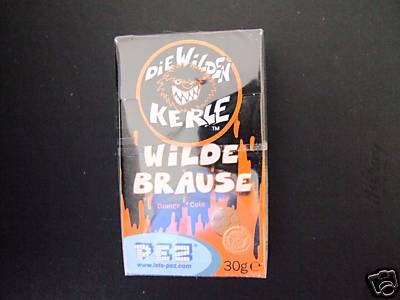 DIE WILDEN
KERLE
TM
WILDE
BRAUSE
Orange + Cola
PEZ
www.lets-pez.com
30g e